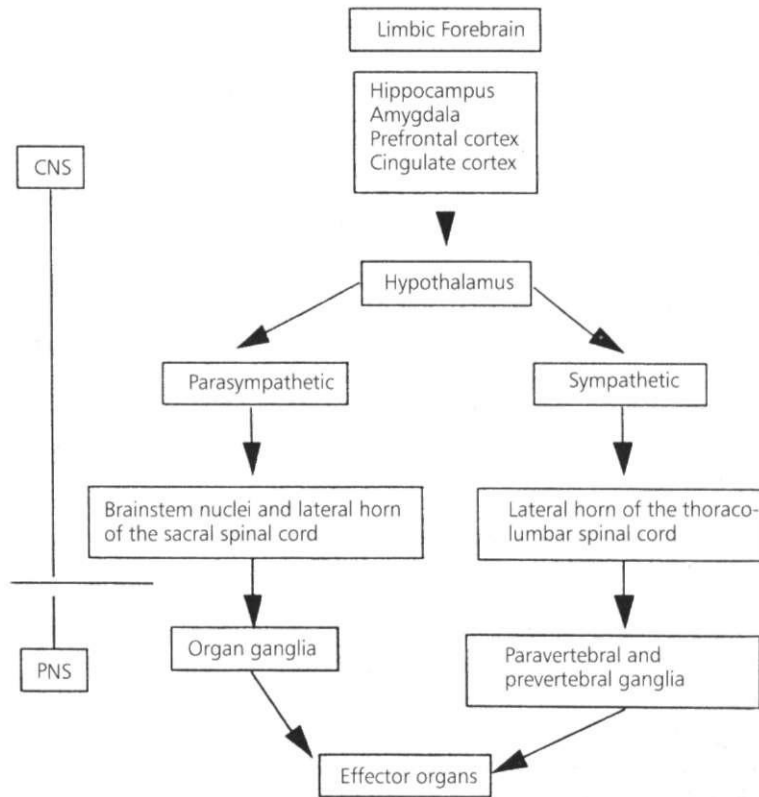 Limbic Forebrain
Hippocampus
Amygdala
Prefrontal cortex
Cingulate cortex
CNS
Hypothalamus
Parasympathetic
Sympathetic
Brainstem nuclei and lateral horn
of the sacral spinal cord
Lateral horn of the thoraco-
lumbar spinal cord
Organ ganglia
Paravertebral and
prevertebral ganglia
PNS
Effector organs